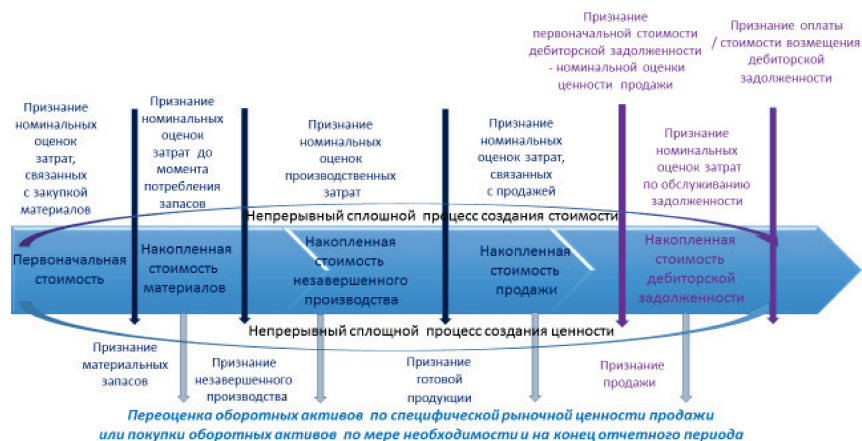 Признание
первоначальной стоимости
дебиторской задолженности
- номинальной оценки
ценности продажи
Признание оплаты
/ стоимости возмещения
дебиторской
задолженности
Признание
номинальных
оценок
затрат,
связанных
с закупкой
материалов
Признание
номинальных
оценок
затрат до
момента
потребления
запасов
Признание
номинальных
оценок
производственных
затрат
Признание
номинальных
оценок затрат,
связанных
с продажей
Признание
номинальных
оценок затрат
по обслуживанию
задолженности
Непрерывный сплошной процесс создания стоимости
Первоначальная
стоимость
Накопленная
стоимость
материалов
Накопленная
стоимость
незавершенного
производства
Накопленная
стоимость
продажи
Накопленная
стоимость
дебиторской
задолженности
Непрерывный сплощной процесс создания ценности
Признание
материальных
запасов
Признание
незавершенного
производства
Признание
готовой
продукции
Признание
продажи
Переоценка оборотных активов по специфической рыночной ценности продажи
или покупки оборотных активов по мере необходимости и на конец отчетного периода